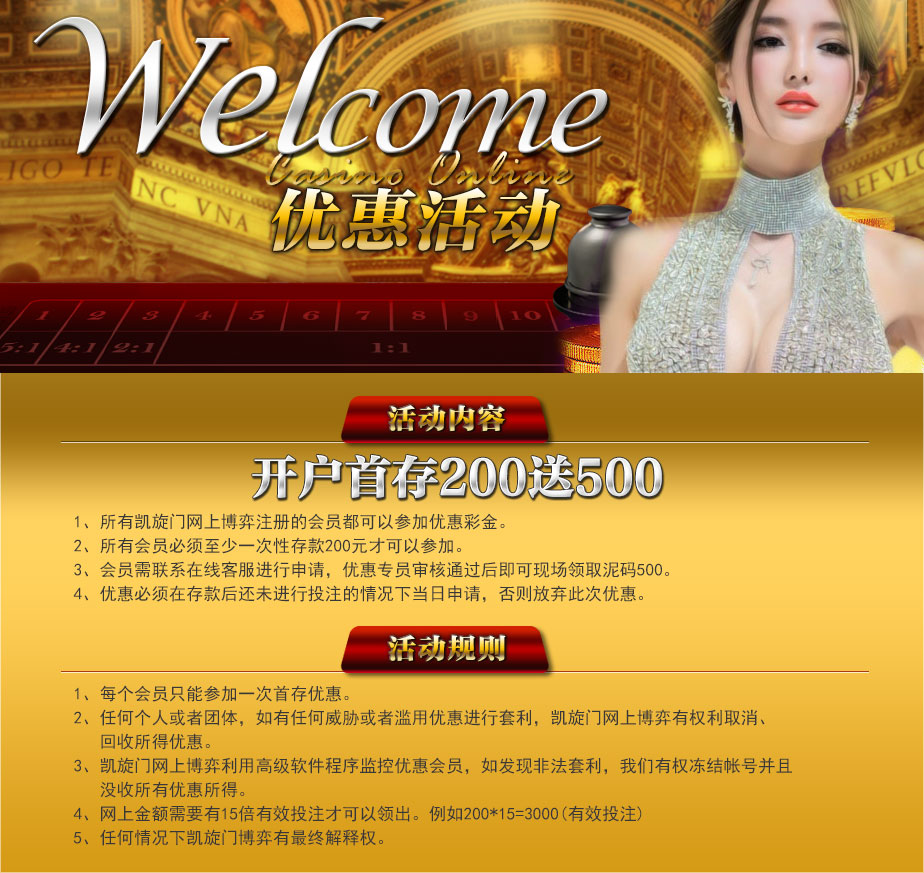 Welcome
LIGO TE
NC VNA
REFVL
Casino Online
优惠活动
1 2 3 4 5 6 7 8 9 10
5:1 4:1 2:1 1:1
活动内容
开户首存200送500
1、所有凯旋门网上博弈注册的会员都可以参加优惠彩金。
2、所有会员必须至少一次性存款200元才可以参加。
3、会员需联系在线客服进行申请，优惠专员审核通过后即可现场领取泥码500。
4、优惠必须在存款后还未进行投注的情况下当日申请，否则放弃此次优惠。
活动规则
1、每个会员只能参加一次首存优惠。
2、任何个人或者团体，如有任何威胁或者滥用优惠进行套利，凯旋门网上博弈有权利取消、
回收所得优惠。
3、凯旋门网上博弈利用高级软件程序监控优惠会员，如发现非法套利，我们有权冻结帐号并且
没收所有优惠所得。
4、网上金额需要有15倍有效投注才可以领出。例如200*15=3000(有效投注)
5、任何情况下凯旋门博弈有最终解释权。